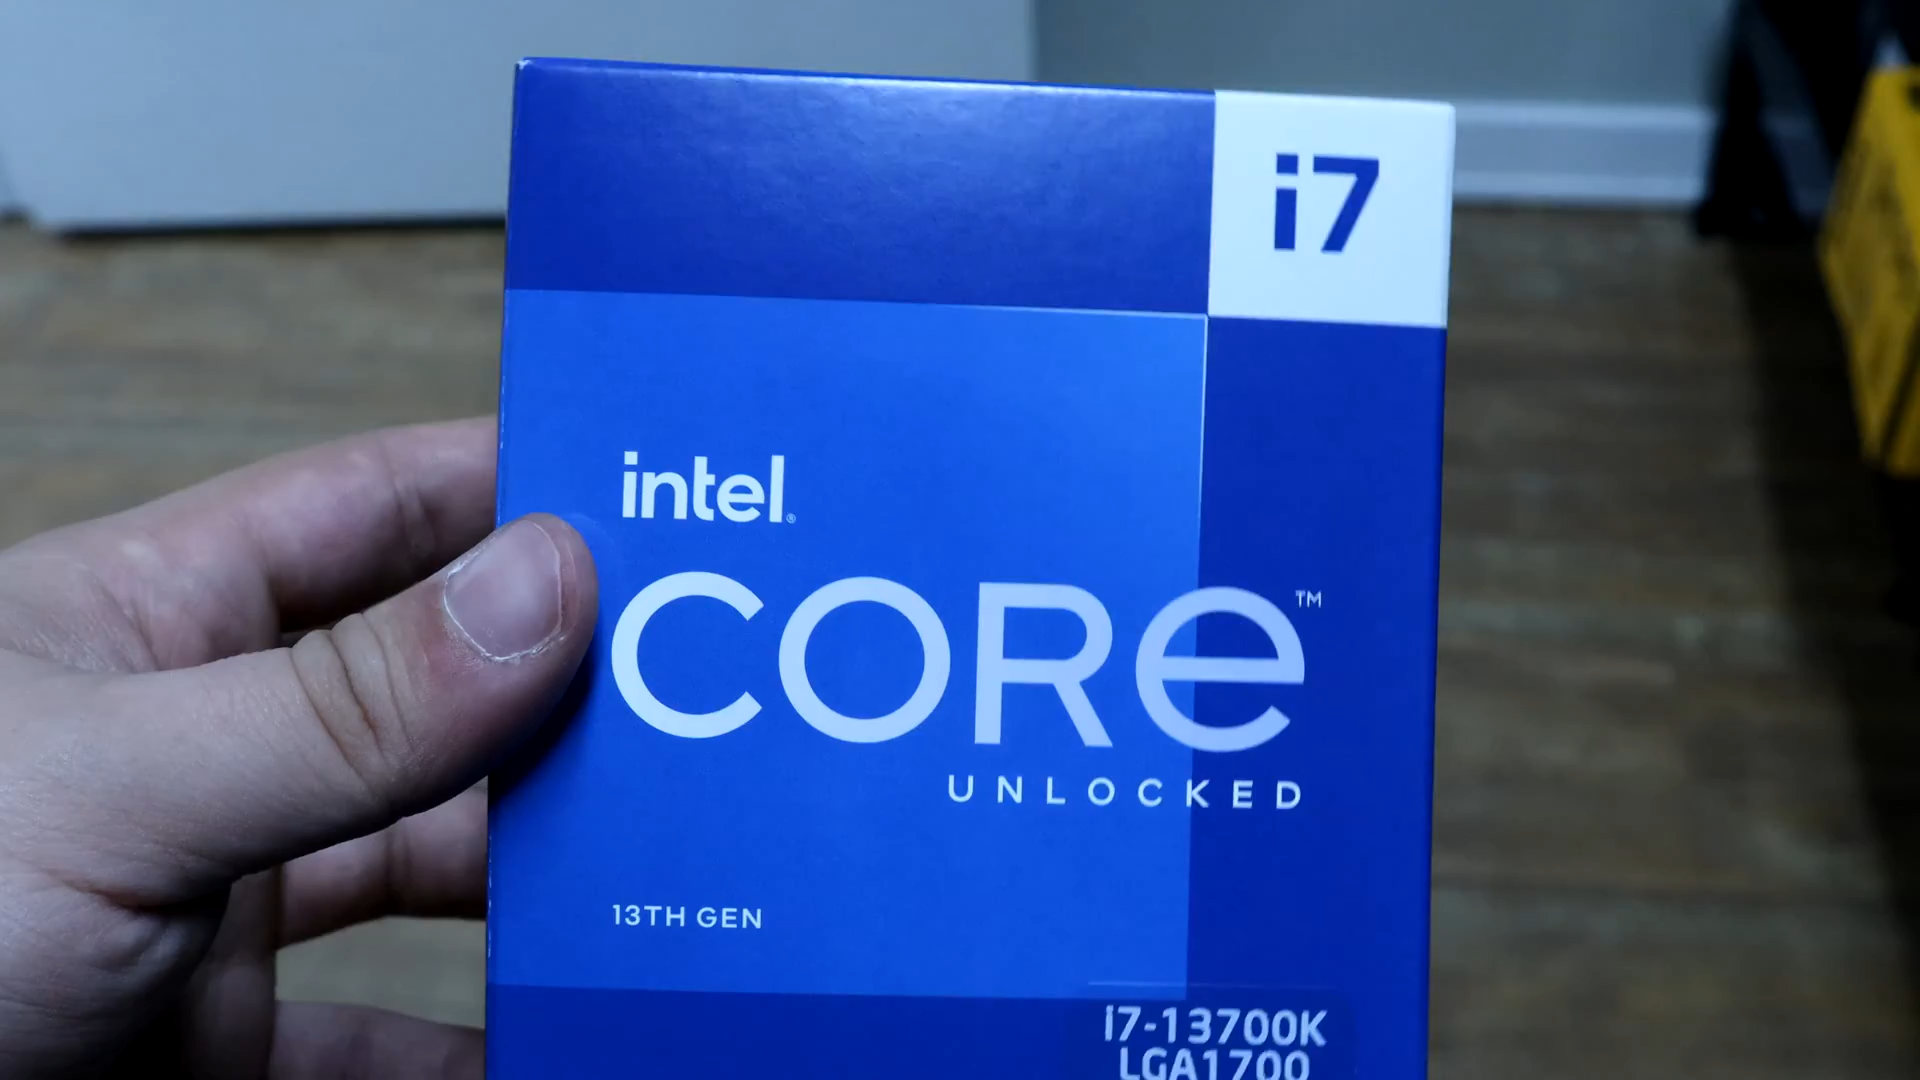 i7
intel®
CORe™
UNLOCKED
13TH GEN
i7-13700K
LGA1700